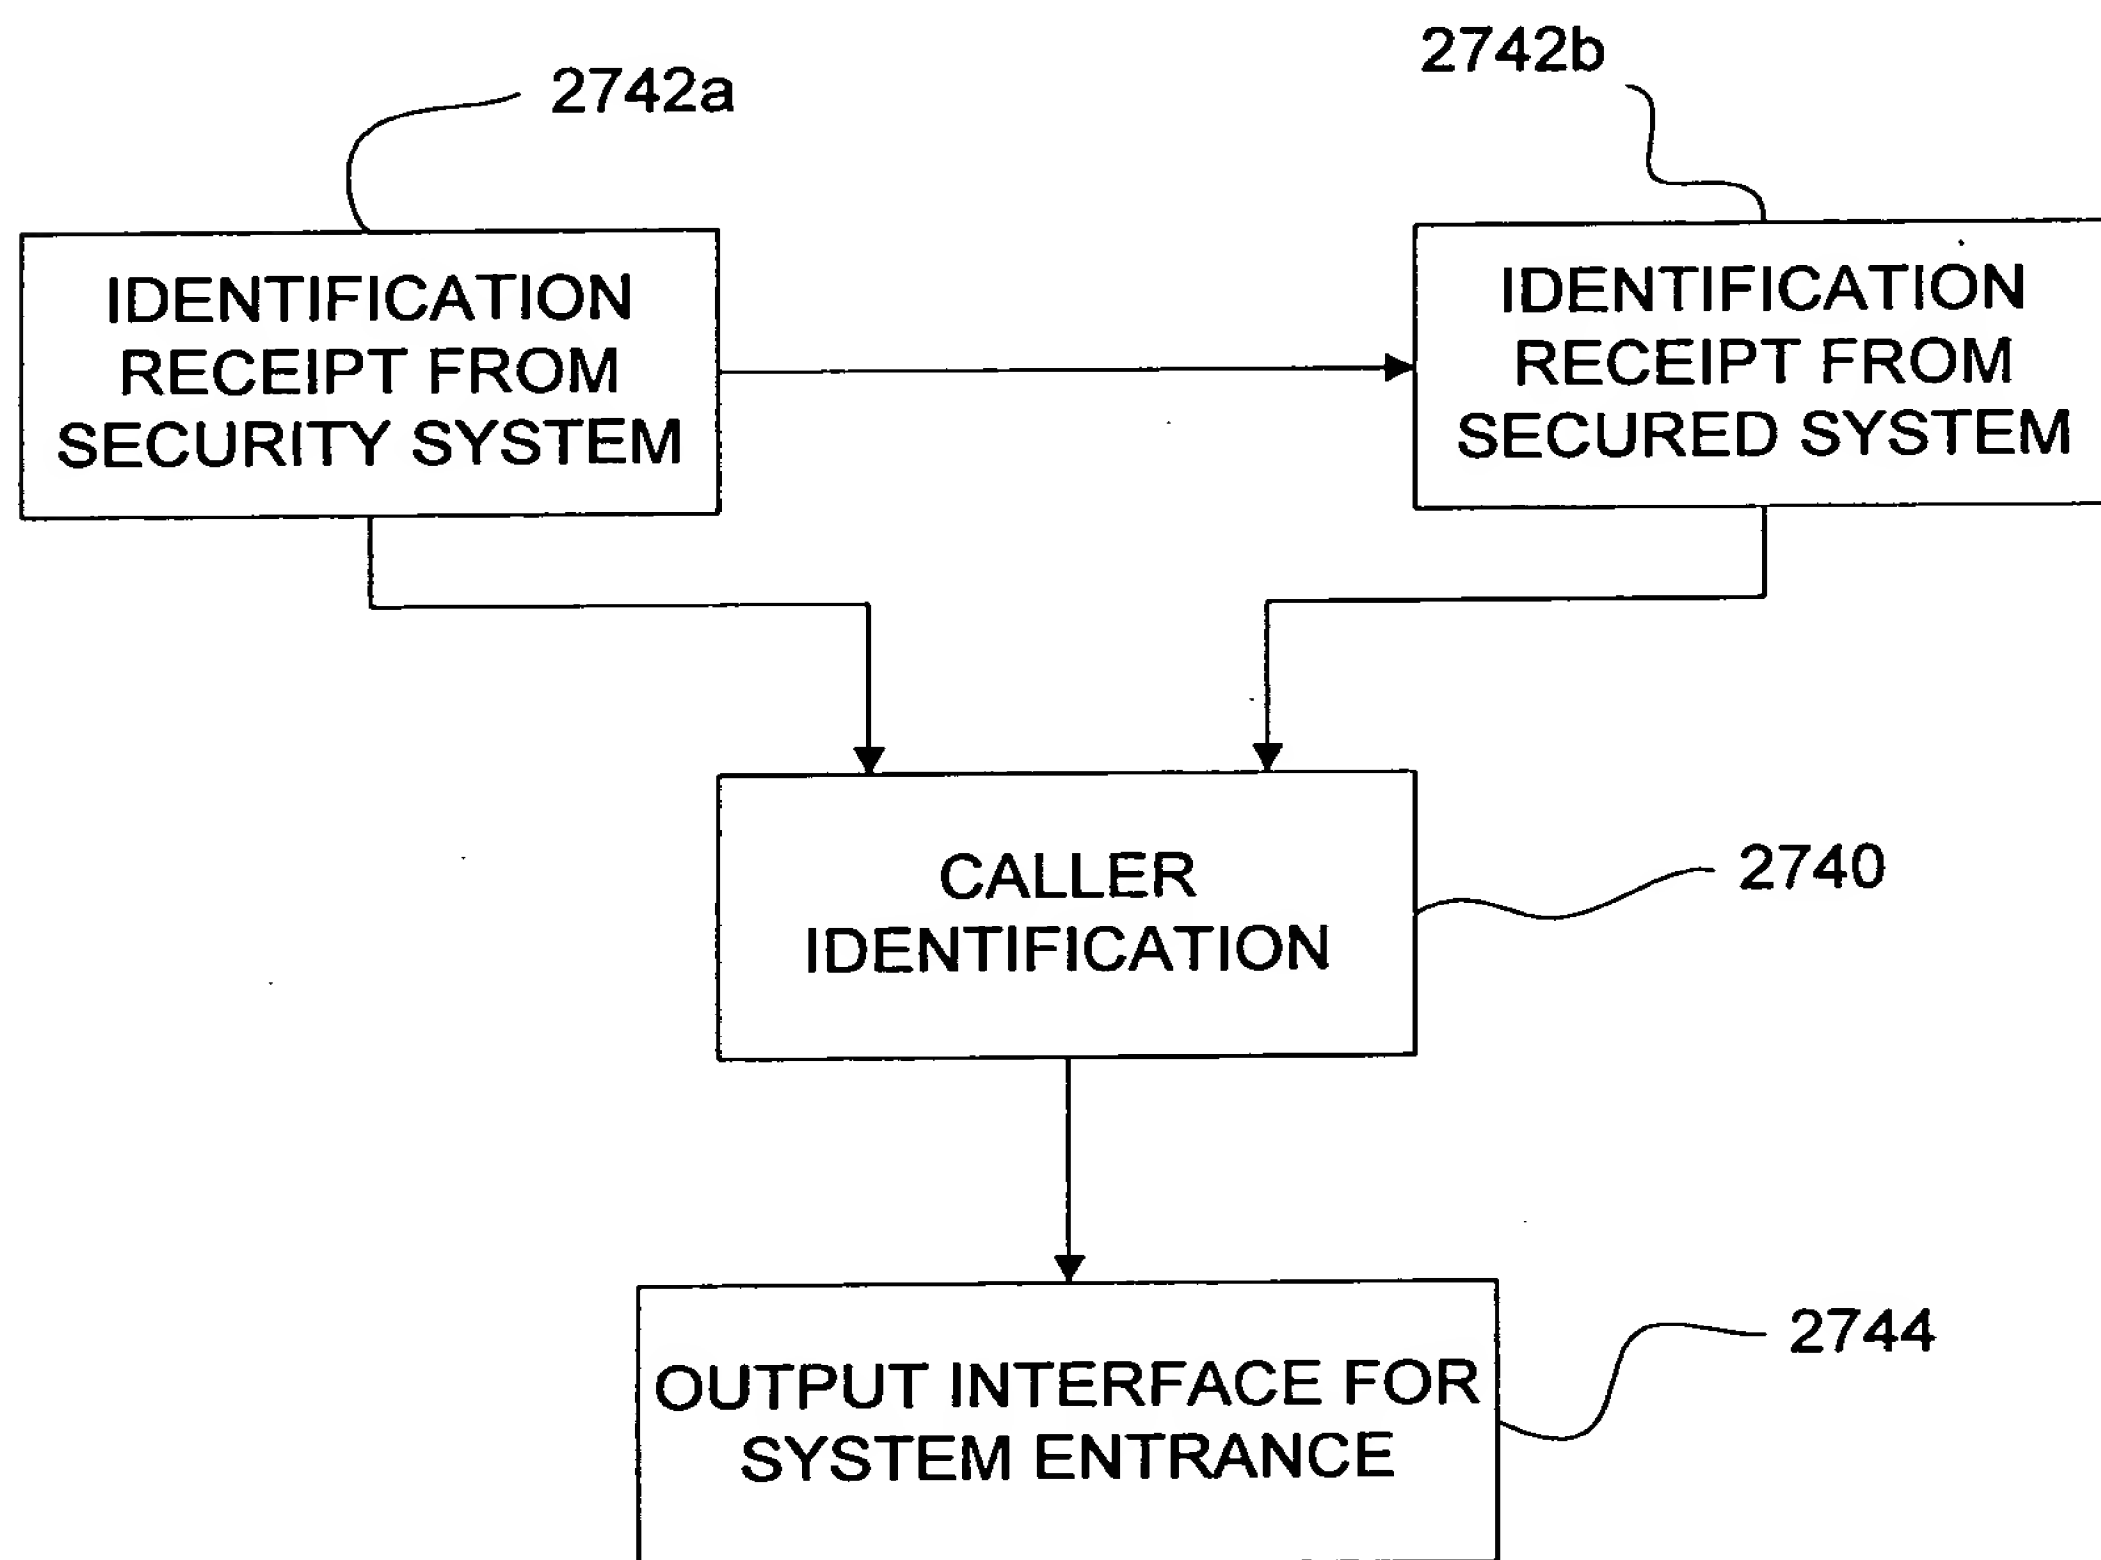 2742a
2742b
IDENTIFICATION
RECEIPT FROM
SECURITY SYSTEM
IDENTIFICATION
RECEIPT FROM
SECURED SYSTEM
CALLER
IDENTIFICATION
2740
OUTPUT INTERFACE FOR
SYSTEM ENTRANCE
2744